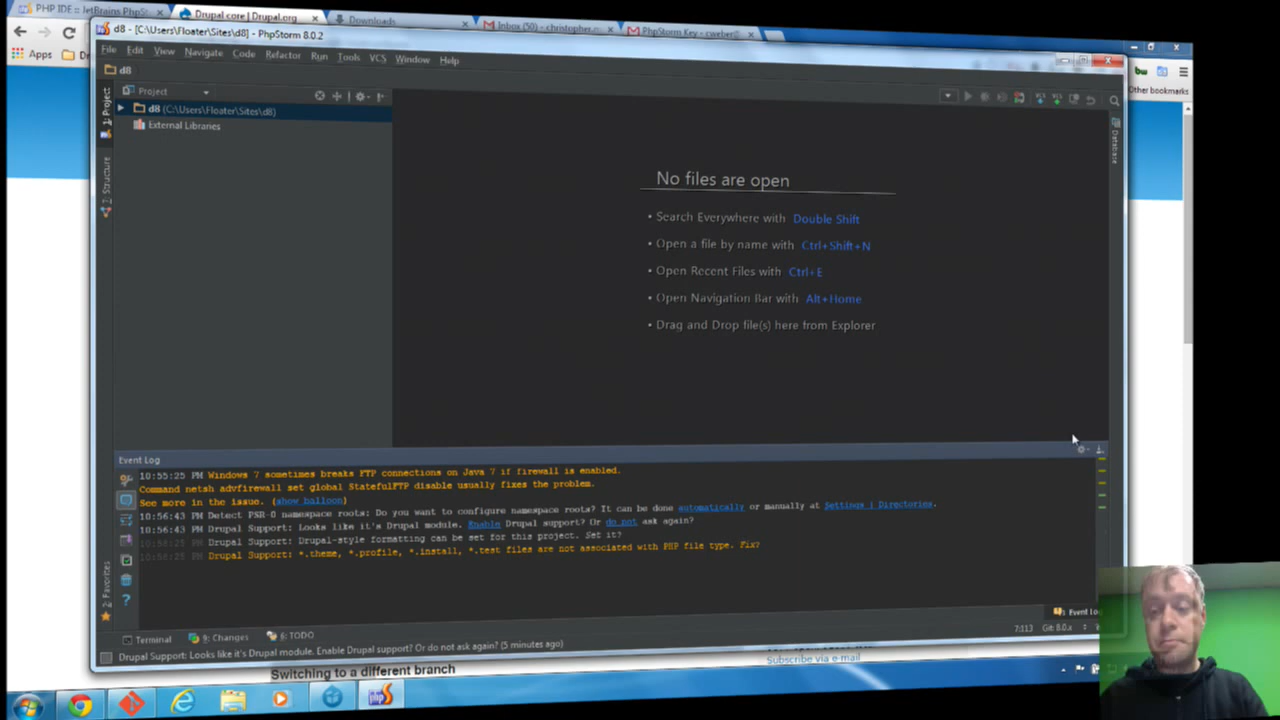 PHP IDE :: JetBrains PhpS
Drupal core | Drupal.org
Downloads
Inbox (50) - christopher.
PhpStorm Key - cweber@
Apps
d8 - [C:\Users\Floater\Sites\d8] - PhpStorm 8.0.2
File Edit View Navigate Code Refactor Run Tools VCS Window Help
bw
Other bookmarks
d8
Project
1: Project
d8 (C:\Users\Floater\Sites\d8)
External Libraries
Database
2: Structure
No files are open
• Search Everywhere with Double Shift
• Open a file by name with Ctrl+Shift+N
• Open Recent Files with Ctrl+E
• Open Navigation Bar with Alt+Home
• Drag and Drop file(s) here from Explorer
Event Log
10:55:25 PM Windows 7 sometimes breaks FTP connections on Java 7 if firewall is enabled.
Command netsh advfirewall set global StatefulFTP disable usually fixes the problem.
See more in the issue. (show balloon)
10:56:43 PM Detect PSR-0 namespace roots: Do you want to configure namespace roots? It can be done automatically or manually at Settings | Directories.
10:56:43 PM Drupal Support: Looks like it's Drupal module. Enable Drupal support? Or do not ask again?
10:56:25 PM Drupal Support: Drupal-style formatting can be set for this project. Set it?
10:56:25 PM Drupal Support: *.theme, *.profile, *.install, *.test files are not associated with PHP file type. Fix?
2: Favorites
Event Lo
Terminal
9: Changes
6: TODO
7:113
Git: 8.0.x
Drupal Support: Looks like it's Drupal module. Enable Drupal support? Or do not ask again? (5 minutes ago)
Switching to a different branch
Subscribe via e-mail